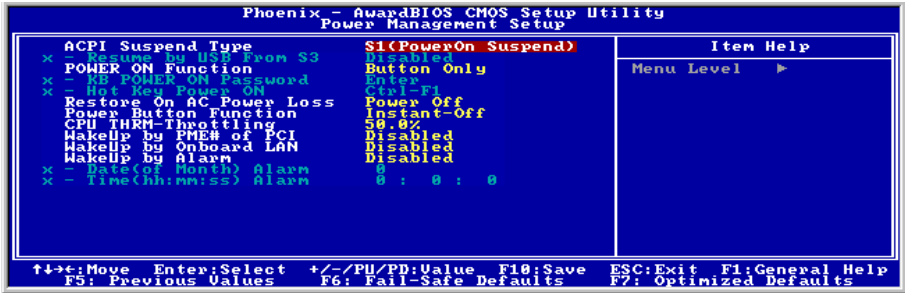 Phoenix - AwardBIOS CMOS Setup Utility
Power Management Setup
ACPI Suspend Type S1(PowerOn Suspend)
x - Resume by USB From S3 Disabled
POWER ON Function Button Only
x - KB POWER ON Password Enter
x - Hot Key Power ON Ctrl-F1
Restore On AC Power Loss Power Off
Power Button Function Instant-Off
CPU THRM-Throttling 50.0%
WakeUp by PME# of PCI Disabled
WakeUp by Onboard LAN Disabled
WakeUp by Alarm Disabled
x - Date(of Month) Alarm 0
x - Time(hh:mm:ss) Alarm 0 : 0 : 0
Item Help
Menu Level ►
↑↓→←:Move Enter:Select +/-/PU/PD:Value F10:Save ESC:Exit F1:General Help
F5: Previous Values F6: Fail-Safe Defaults F7: Optimized Defaults